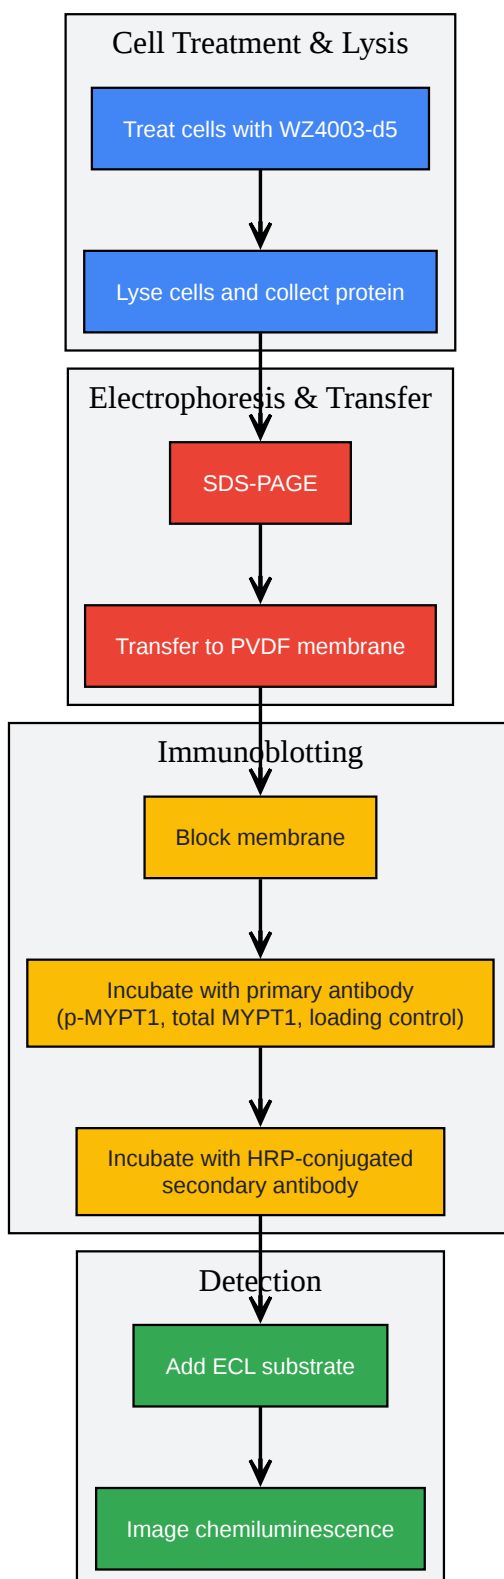 Cell Treatment & Lysis
Treat cells with WZ4003-d5
Lyse cells and collect protein
Electrophoresis & Transfer
SDS-PAGE
Transfer to PVDF membrane
Immunoblotting
Block membrane
Incubate with primary antibody
(p-MYPT1, total MYPT1, loading control)
Incubate with HRP-conjugated
secondary antibody
Detection
Add ECL substrate
Image chemiluminescence